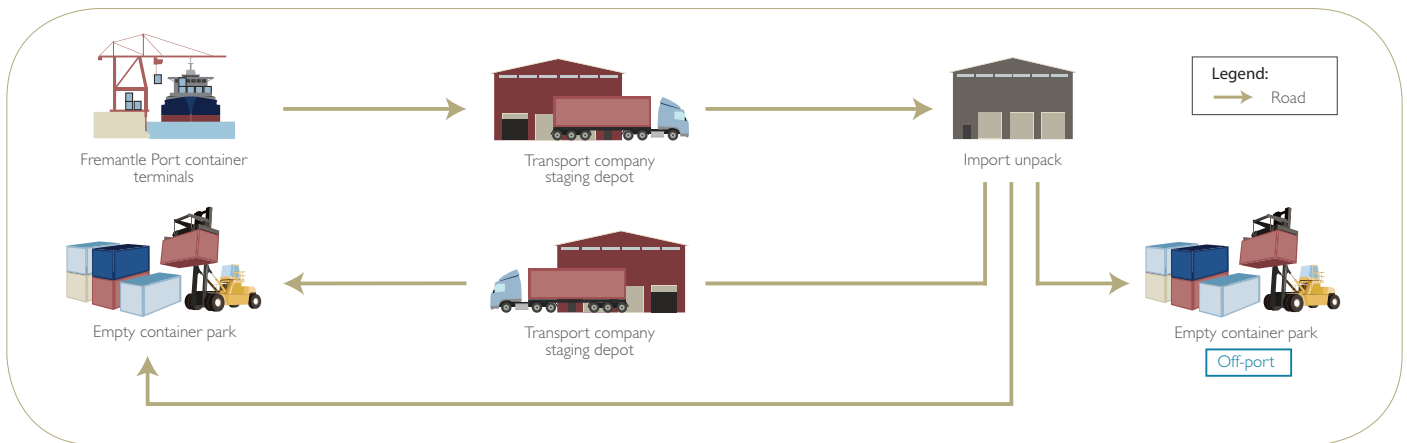 Fremantle Port container
terminals
Transport company
staging depot
Import unpack
Legend:
Road
Empty container park
Transport company
staging depot
Empty container park
Off-port